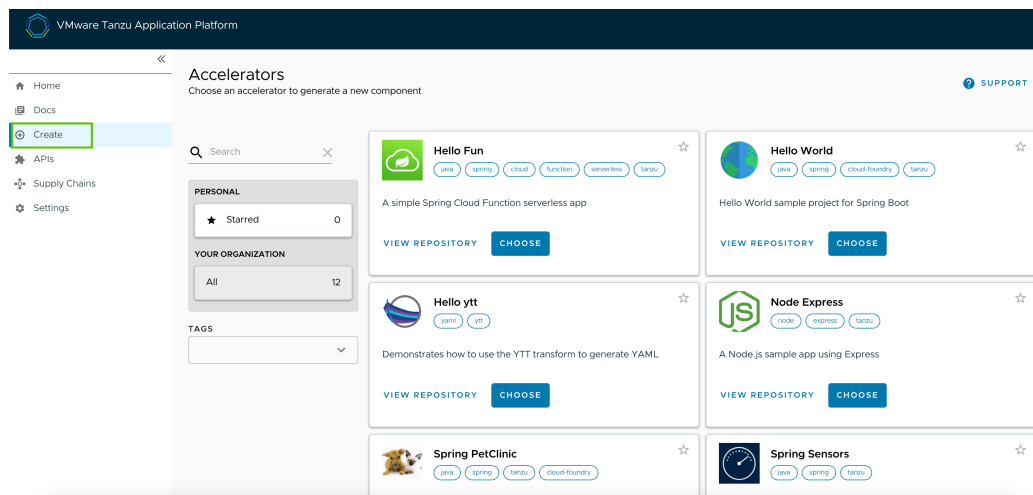 VMware Tanzu Application Platform
Home
Docs
Create
APIs
Supply Chains
Settings
Accelerators
Choose an accelerator to generate a new component
SUPPORT
Search
PERSONAL
Starred 0
YOUR ORGANIZATION
All 12
TAGS
Hello Fun
java spring cloud function serverless tanzu
A simple Spring Cloud Function serverless app
VIEW REPOSITORY CHOOSE
Hello World
java spring cloud-foundry tanzu
Hello World sample project for Spring Boot
VIEW REPOSITORY CHOOSE
Hello ytt
yaml ytt
Demonstrates how to use the YTT transform to generate YAML
VIEW REPOSITORY CHOOSE
JS
Node Express
node express tanzu
A Node.js sample app using Express
VIEW REPOSITORY CHOOSE
Spring PetClinic
java spring tanzu cloud-foundry
Spring Sensors
java spring tanzu